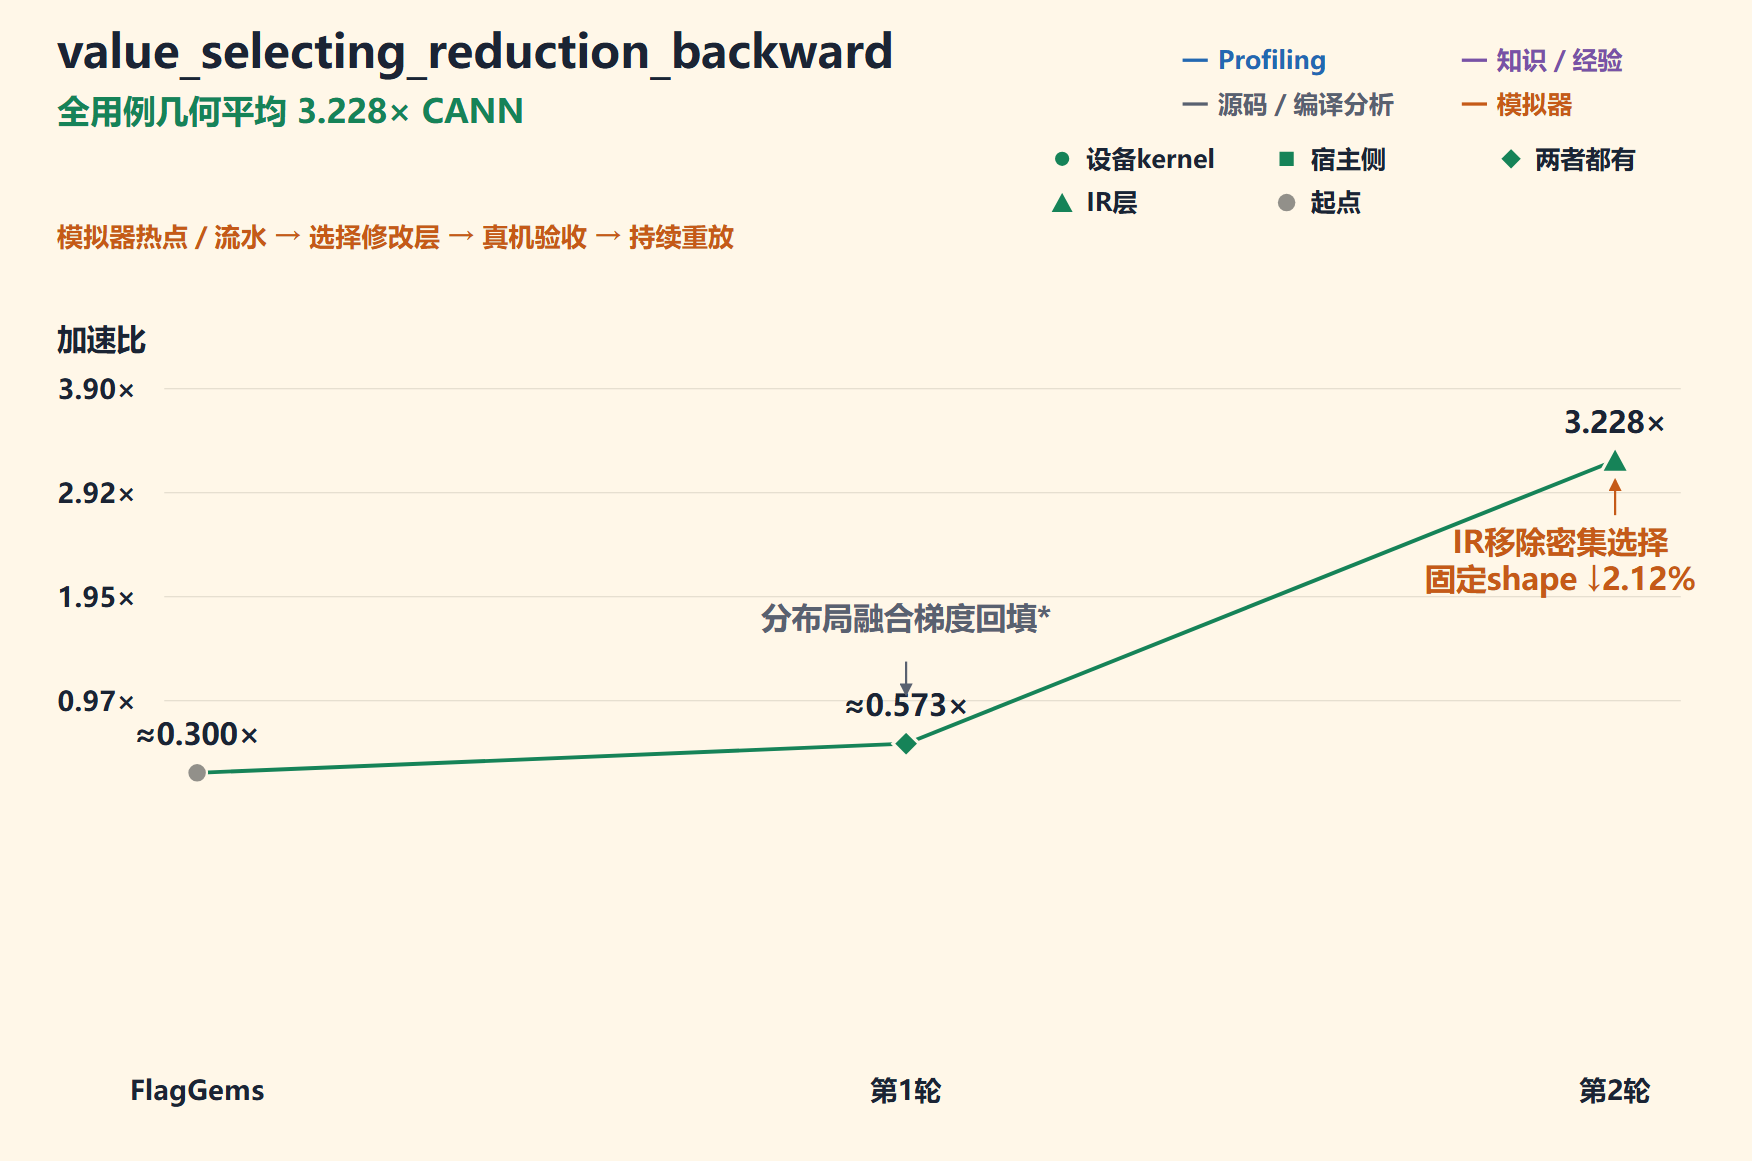 value_selecting_reduction_backward
全用例几何平均 3.228× CANN
Profiling
知识 / 经验
源码 / 编译分析
模拟器
设备kernel
宿主侧
两者都有
IR层
起点
模拟器热点 / 流水 → 选择修改层 → 真机验收 → 持续重放
加速比
3.90×
3.228×
2.92×
IR移除密集选择
固定shape ↓2.12%
1.95×
分布局融合梯度回填*
0.97×
≈0.573×
≈0.300×
FlagGems
第1轮
第2轮